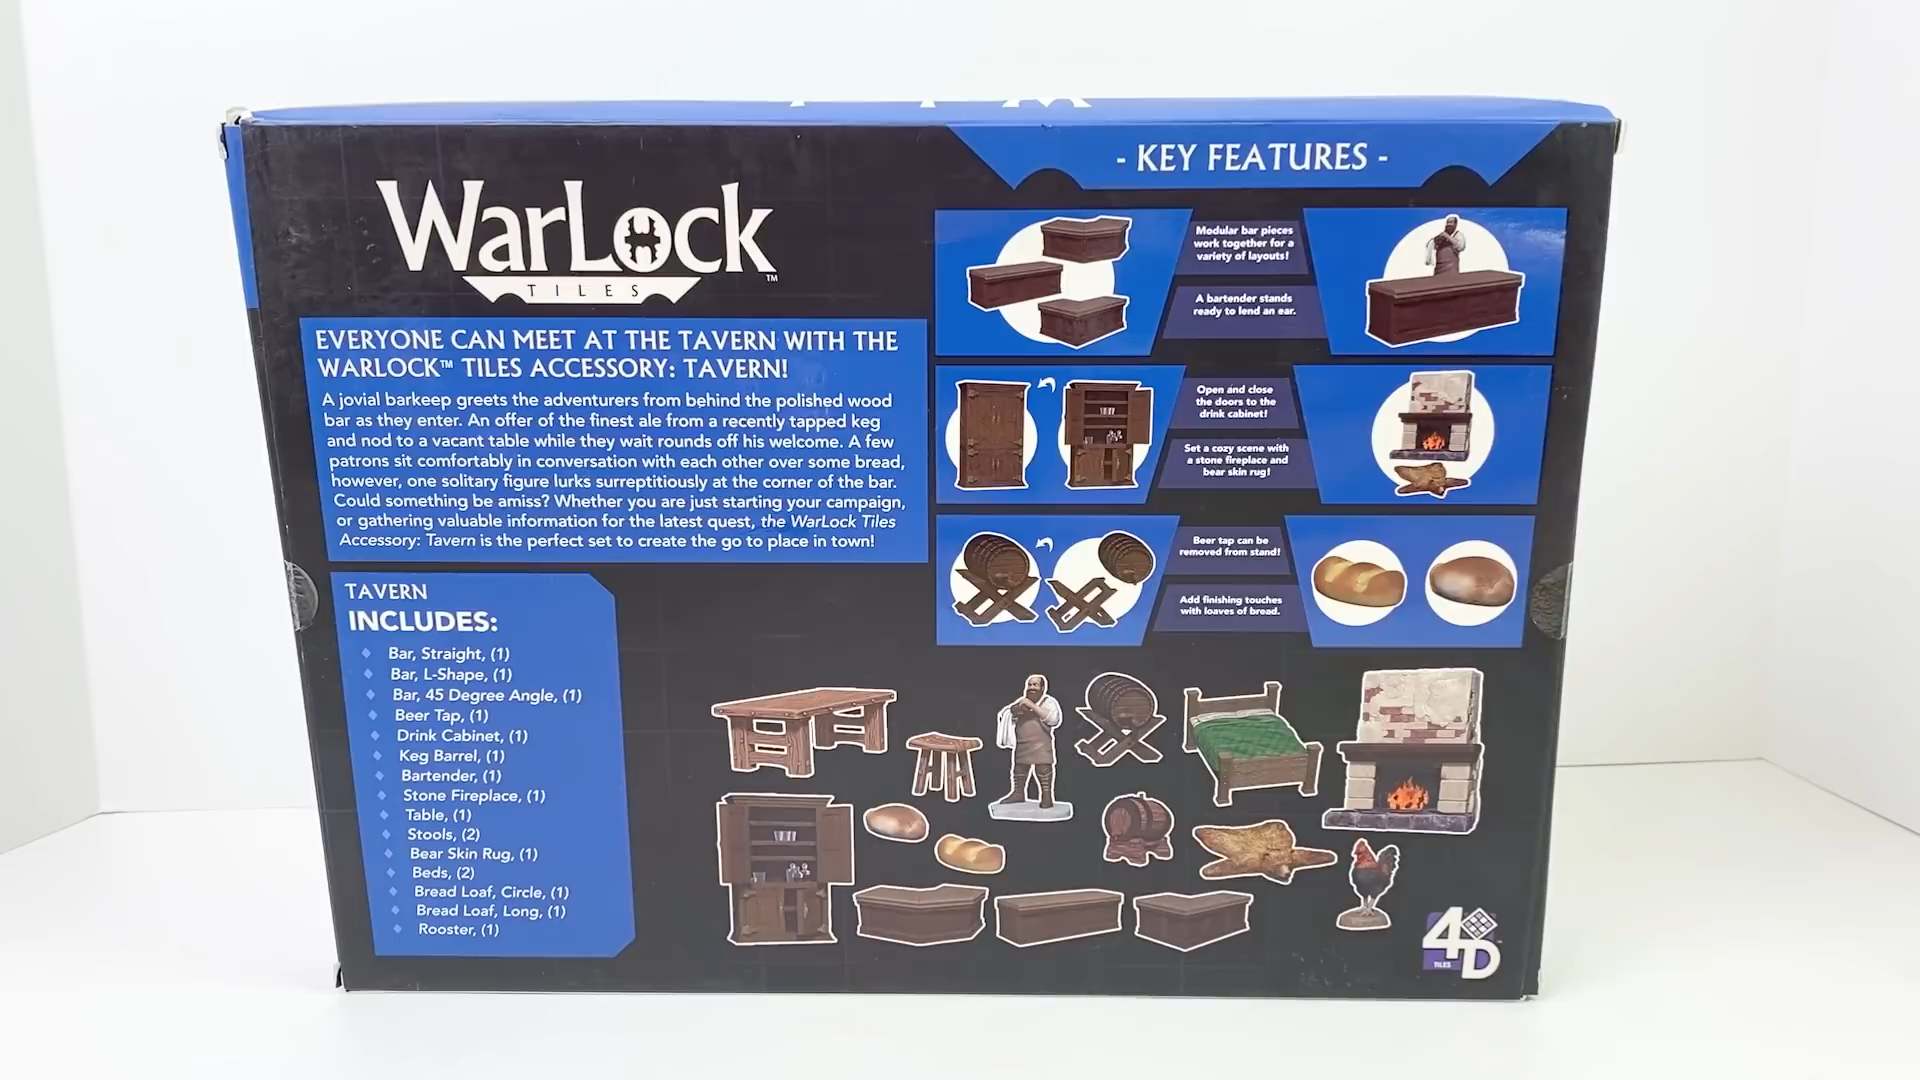 WarLock™
TILES
EVERYONE CAN MEET AT THE TAVERN WITH THE
WARLOCK™ TILES ACCESSORY: TAVERN!
A jovial barkeep greets the adventurers from behind the polished wood
bar as they enter. An offer of the finest ale from a recently tapped keg
and nod to a vacant table while they wait rounds off his welcome. A few
patrons sit comfortably in conversation with each other over some bread,
however, one solitary figure lurks surreptitiously at the corner of the bar.
Could something be amiss? Whether you are just starting your campaign,
or gathering valuable information for the latest quest, the WarLock Tiles
Accessory: Tavern is the perfect set to create the go to place in town!
TAVERN
INCLUDES:
Bar, Straight, (1)
Bar, L-Shape, (1)
Bar, 45 Degree Angle, (1)
Beer Tap, (1)
Drink Cabinet, (1)
Keg Barrel, (1)
Bartender, (1)
Stone Fireplace, (1)
Table, (1)
Stools, (2)
Bear Skin Rug, (1)
Beds, (2)
Bread Loaf, Circle, (1)
Bread Loaf, Long, (1)
Rooster, (1)
- KEY FEATURES -
Modular bar pieces
work together for a
variety of layouts!
A bartender stands
ready to lend an ear.
Open and close
the doors to the
drink cabinet!
Set a cozy scene with
a stone fireplace and
bear skin rug!
Beer tap can be
removed from stand!
Add finishing touches
with loaves of bread.
4D
TILES